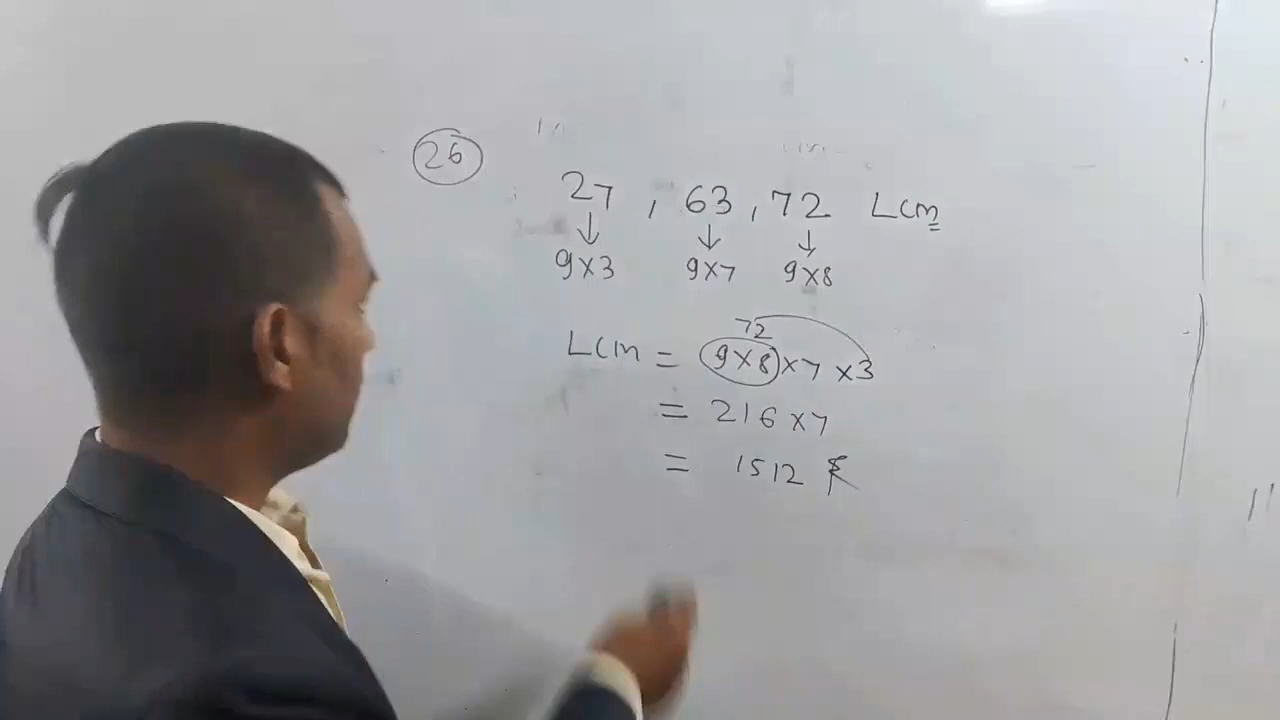 26
27 , 63 , 72 LCM
↓ ↓ ↓
9×3 9×7 9×8
72
LCM = 9×8×7×3
= 216×7
= 1512